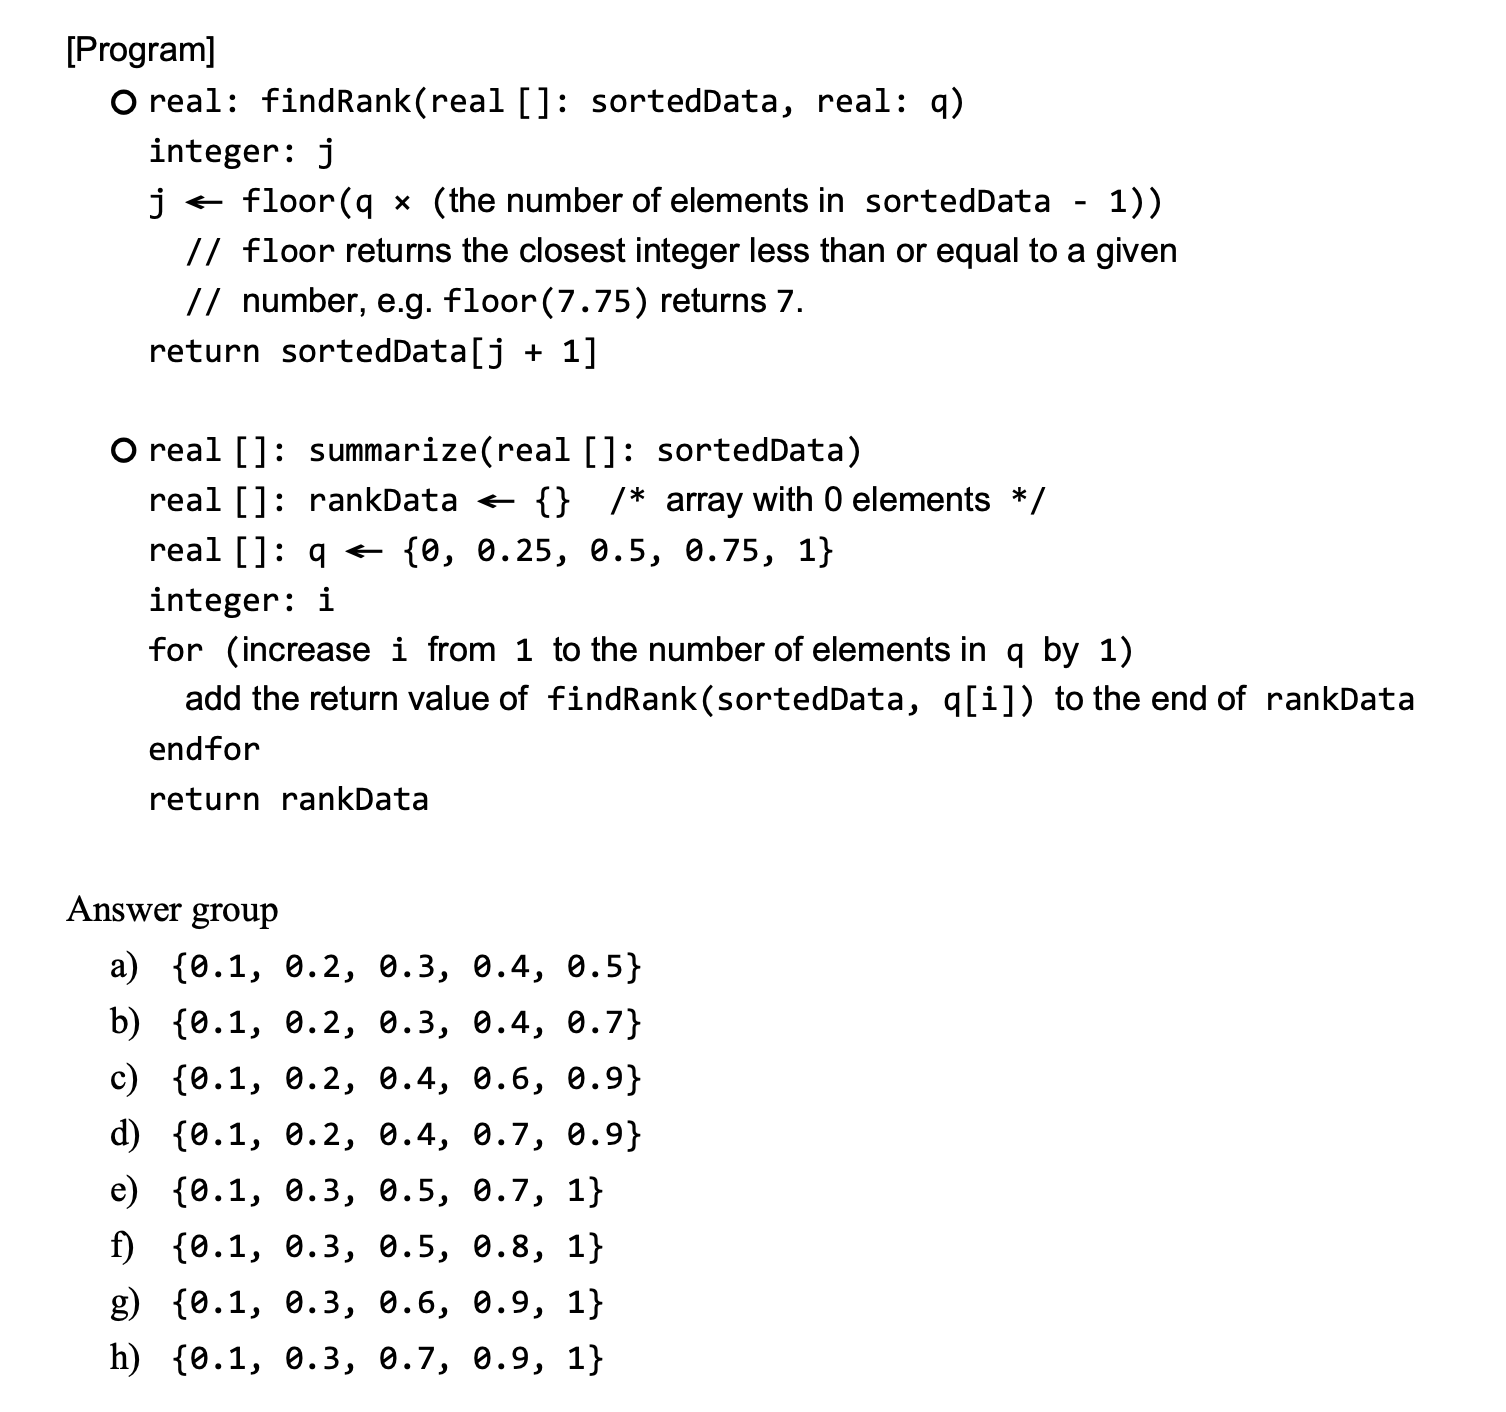 [Program]
○ real: findRank(real []: sortedData, real: q)
integer: j
j ← floor(q × (the number of elements in sortedData - 1))
// floor returns the closest integer less than or equal to a given
// number, e.g. floor(7.75) returns 7.
return sortedData[j + 1]
○ real []: summarize(real []: sortedData)
real []: rankData ← {} /* array with 0 elements */
real []: q ← {0, 0.25, 0.5, 0.75, 1}
integer: i
for (increase i from 1 to the number of elements in q by 1)
add the return value of findRank(sortedData, q[i]) to the end of rankData
endfor
return rankData
Answer group
a) {0.1, 0.2, 0.3, 0.4, 0.5}
b) {0.1, 0.2, 0.3, 0.4, 0.7}
c) {0.1, 0.2, 0.4, 0.6, 0.9}
d) {0.1, 0.2, 0.4, 0.7, 0.9}
e) {0.1, 0.3, 0.5, 0.7, 1}
f) {0.1, 0.3, 0.5, 0.8, 1}
g) {0.1, 0.3, 0.6, 0.9, 1}
h) {0.1, 0.3, 0.7, 0.9, 1}